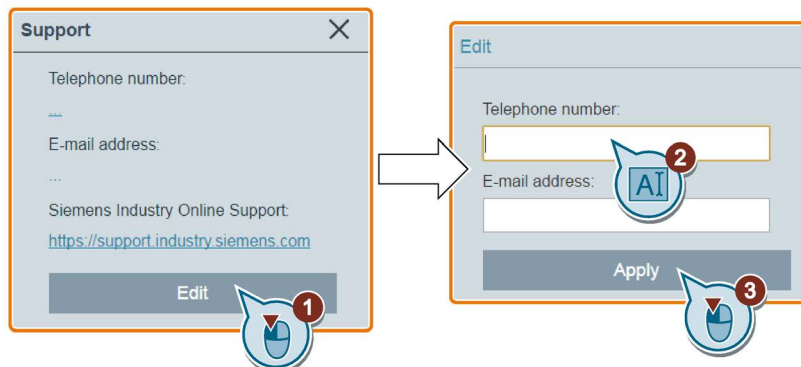 Support
Telephone number:
...
E-mail address:
...
Siemens Industry Online Support:
https://support.industry.siemens.com
Edit
1
Edit
Telephone number:
2
E-mail address:
A
Apply
3